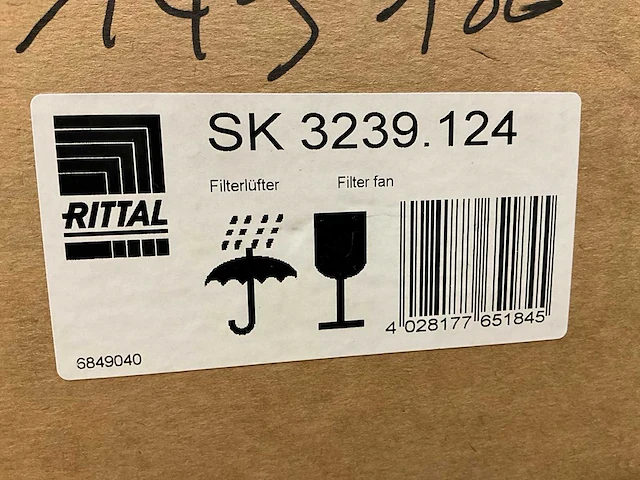 SK 3239.124
Filterlüfter Filter fan
RITTAL
4 028177 651845
6849040